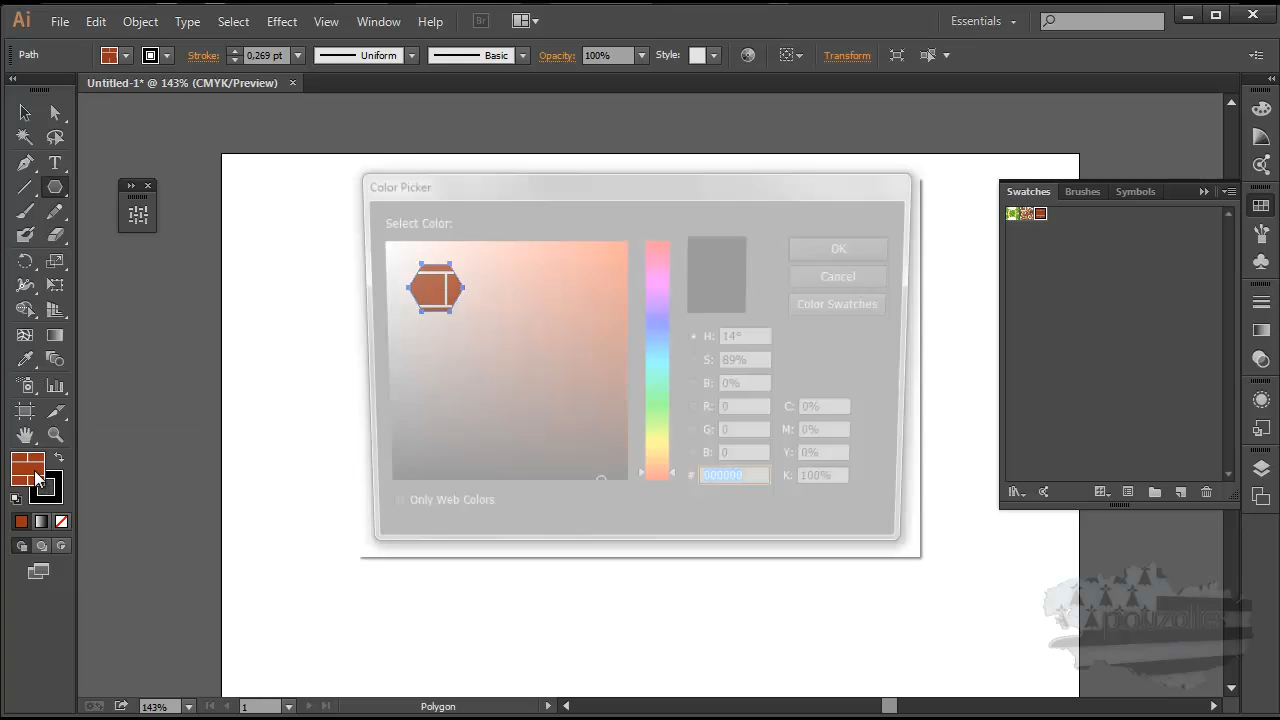 Ai File Edit Object Type Select Effect View Window Help Br Essentials
Path Stroke: 0,269 pt Uniform Basic Opacity: 100% Style: Transform
Untitled-1* @ 143% (CMYK/Preview)
Color Picker
Swatches Brushes Symbols
Select Color:
OK
Cancel
Color Swatches
H: 14°
S: 89%
B: 0%
R: 0 C: 0%
G: 0 M: 0%
B: 0 Y: 0%
# 000000 K: 100%
Only Web Colors
143% 1 Polygon